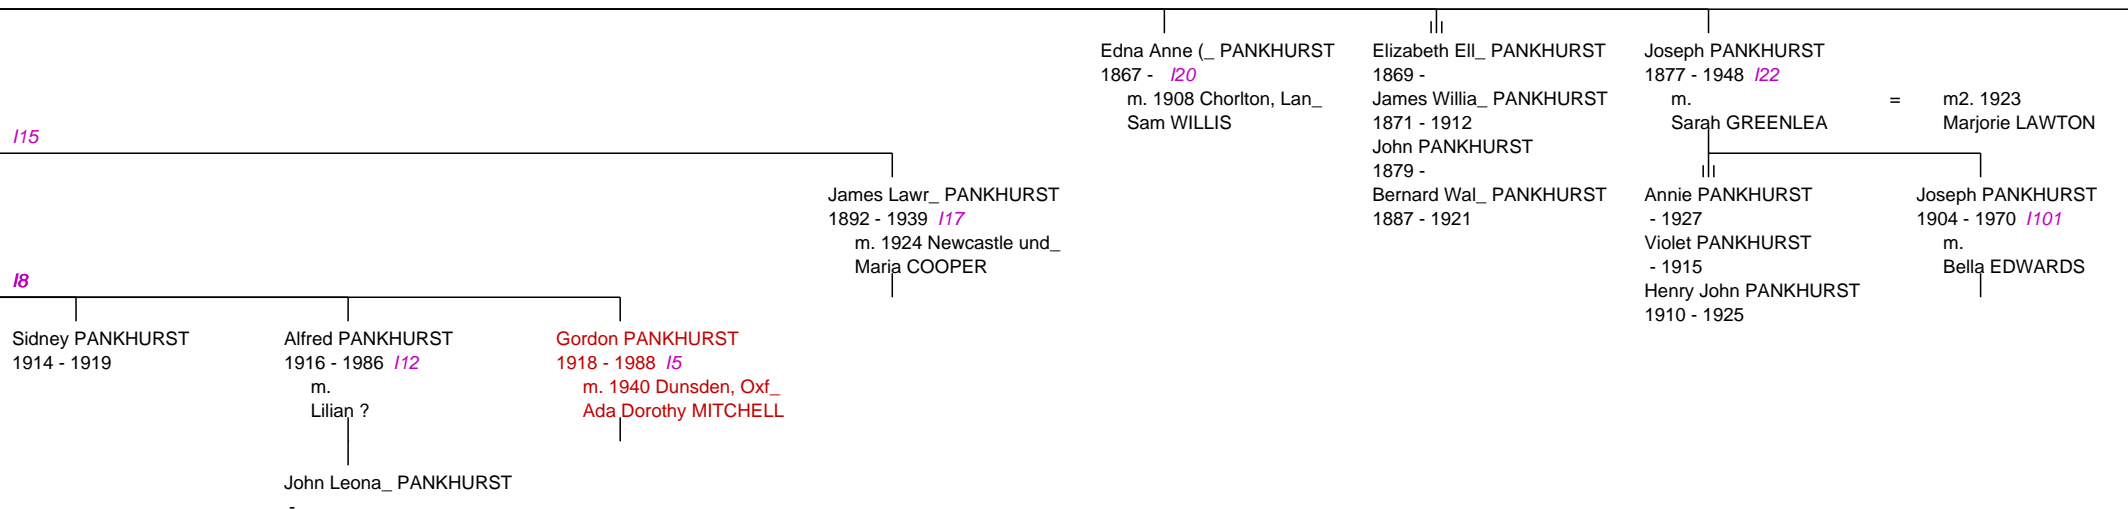 Edna Anne (_ PANKHURST
1867 - I20
m. 1908 Chorlton, Lan_
Sam WILLIS
Elizabeth Ell_ PANKHURST
1869 -
James Willia_ PANKHURST
1871 - 1912
John PANKHURST
1879 -
Bernard Wal_ PANKHURST
1887 - 1921
Joseph PANKHURST
1877 - 1948 I22
m. = m2. 1923
Sarah GREENLEA Marjorie LAWTON
I15
James Lawr_ PANKHURST
1892 - 1939 I17
m. 1924 Newcastle und_
Maria COOPER
Annie PANKHURST
- 1927
Violet PANKHURST
- 1915
Henry John PANKHURST
1910 - 1925
Joseph PANKHURST
1904 - 1970 I101
m.
Bella EDWARDS
I8
Sidney PANKHURST
1914 - 1919
Alfred PANKHURST
1916 - 1986 I12
m.
Lilian ?
Gordon PANKHURST
1918 - 1988 I5
m. 1940 Dunsden, Oxf_
Ada Dorothy MITCHELL
John Leona_ PANKHURST
-